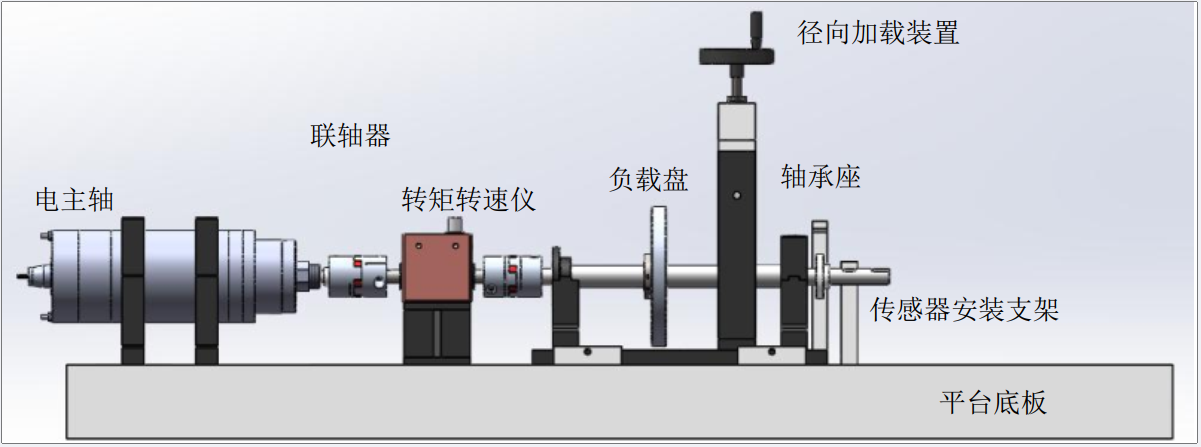 径向加载装置
联轴器
电主轴
转矩转速仪
负载盘
轴承座
传感器安装支架
平台底板